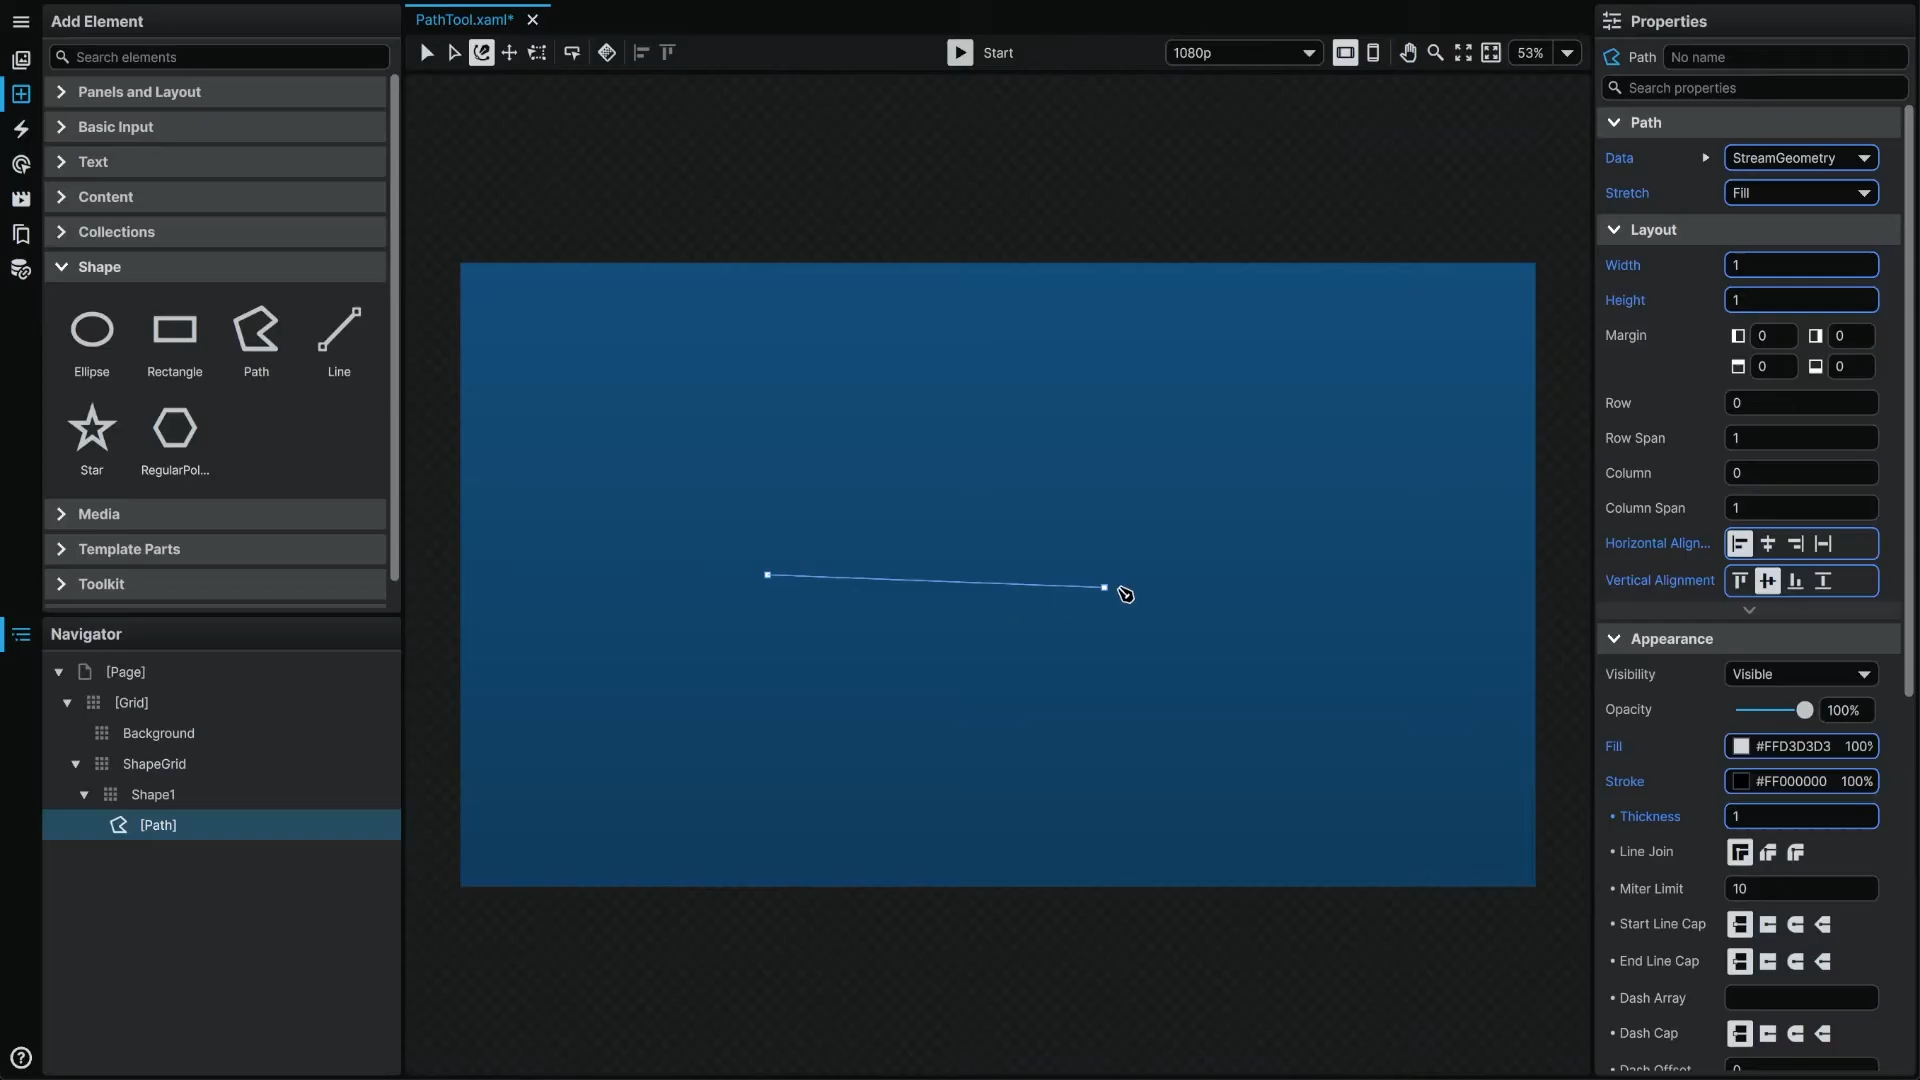 Add Element
Search elements
Panels and Layout
Basic Input
Text
Content
Collections
Shape
Ellipse
Rectangle
Path
Line
Star
RegularPol...
Media
Template Parts
Toolkit
Navigator
[Page]
[Grid]
Background
ShapeGrid
Shape1
[Path]
PathTool.xaml*
Start
1080p
53%
Properties
Path No name
Search properties
Path
Data StreamGeometry
Stretch Fill
Layout
Width 1
Height 1
Margin 0 0
0 0
Row 0
Row Span 1
Column 0
Column Span 1
Horizontal Align...
Vertical Alignment
Appearance
Visibility Visible
Opacity 100%
Fill #FFD3D3D3 100%
Stroke #FF000000 100%
• Thickness 1
• Line Join
• Miter Limit 10
• Start Line Cap
• End Line Cap
• Dash Array
• Dash Cap
• Dash Offset 0